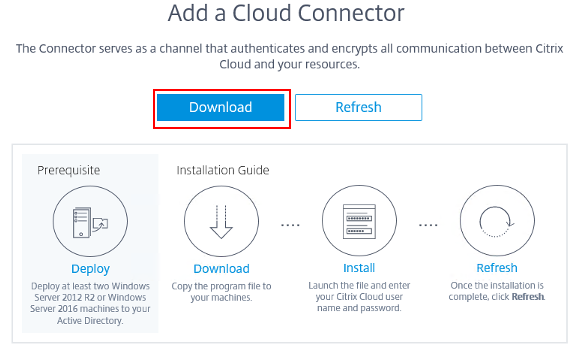 Add a Cloud Connector
The Connector serves as a channel that authenticates and encrypts all communication between Citrix
Cloud and your resources.
Download
Refresh
Prerequisite
Installation Guide
Deploy
Deploy at least two Windows
Server 2012 R2 or Windows
Server 2016 machines to your
Active Directory.
Download
Copy the program file to
your machines.
Install
Launch the file and enter
your Citrix Cloud user
name and password.
Refresh
Once the installation is
complete, click Refresh.